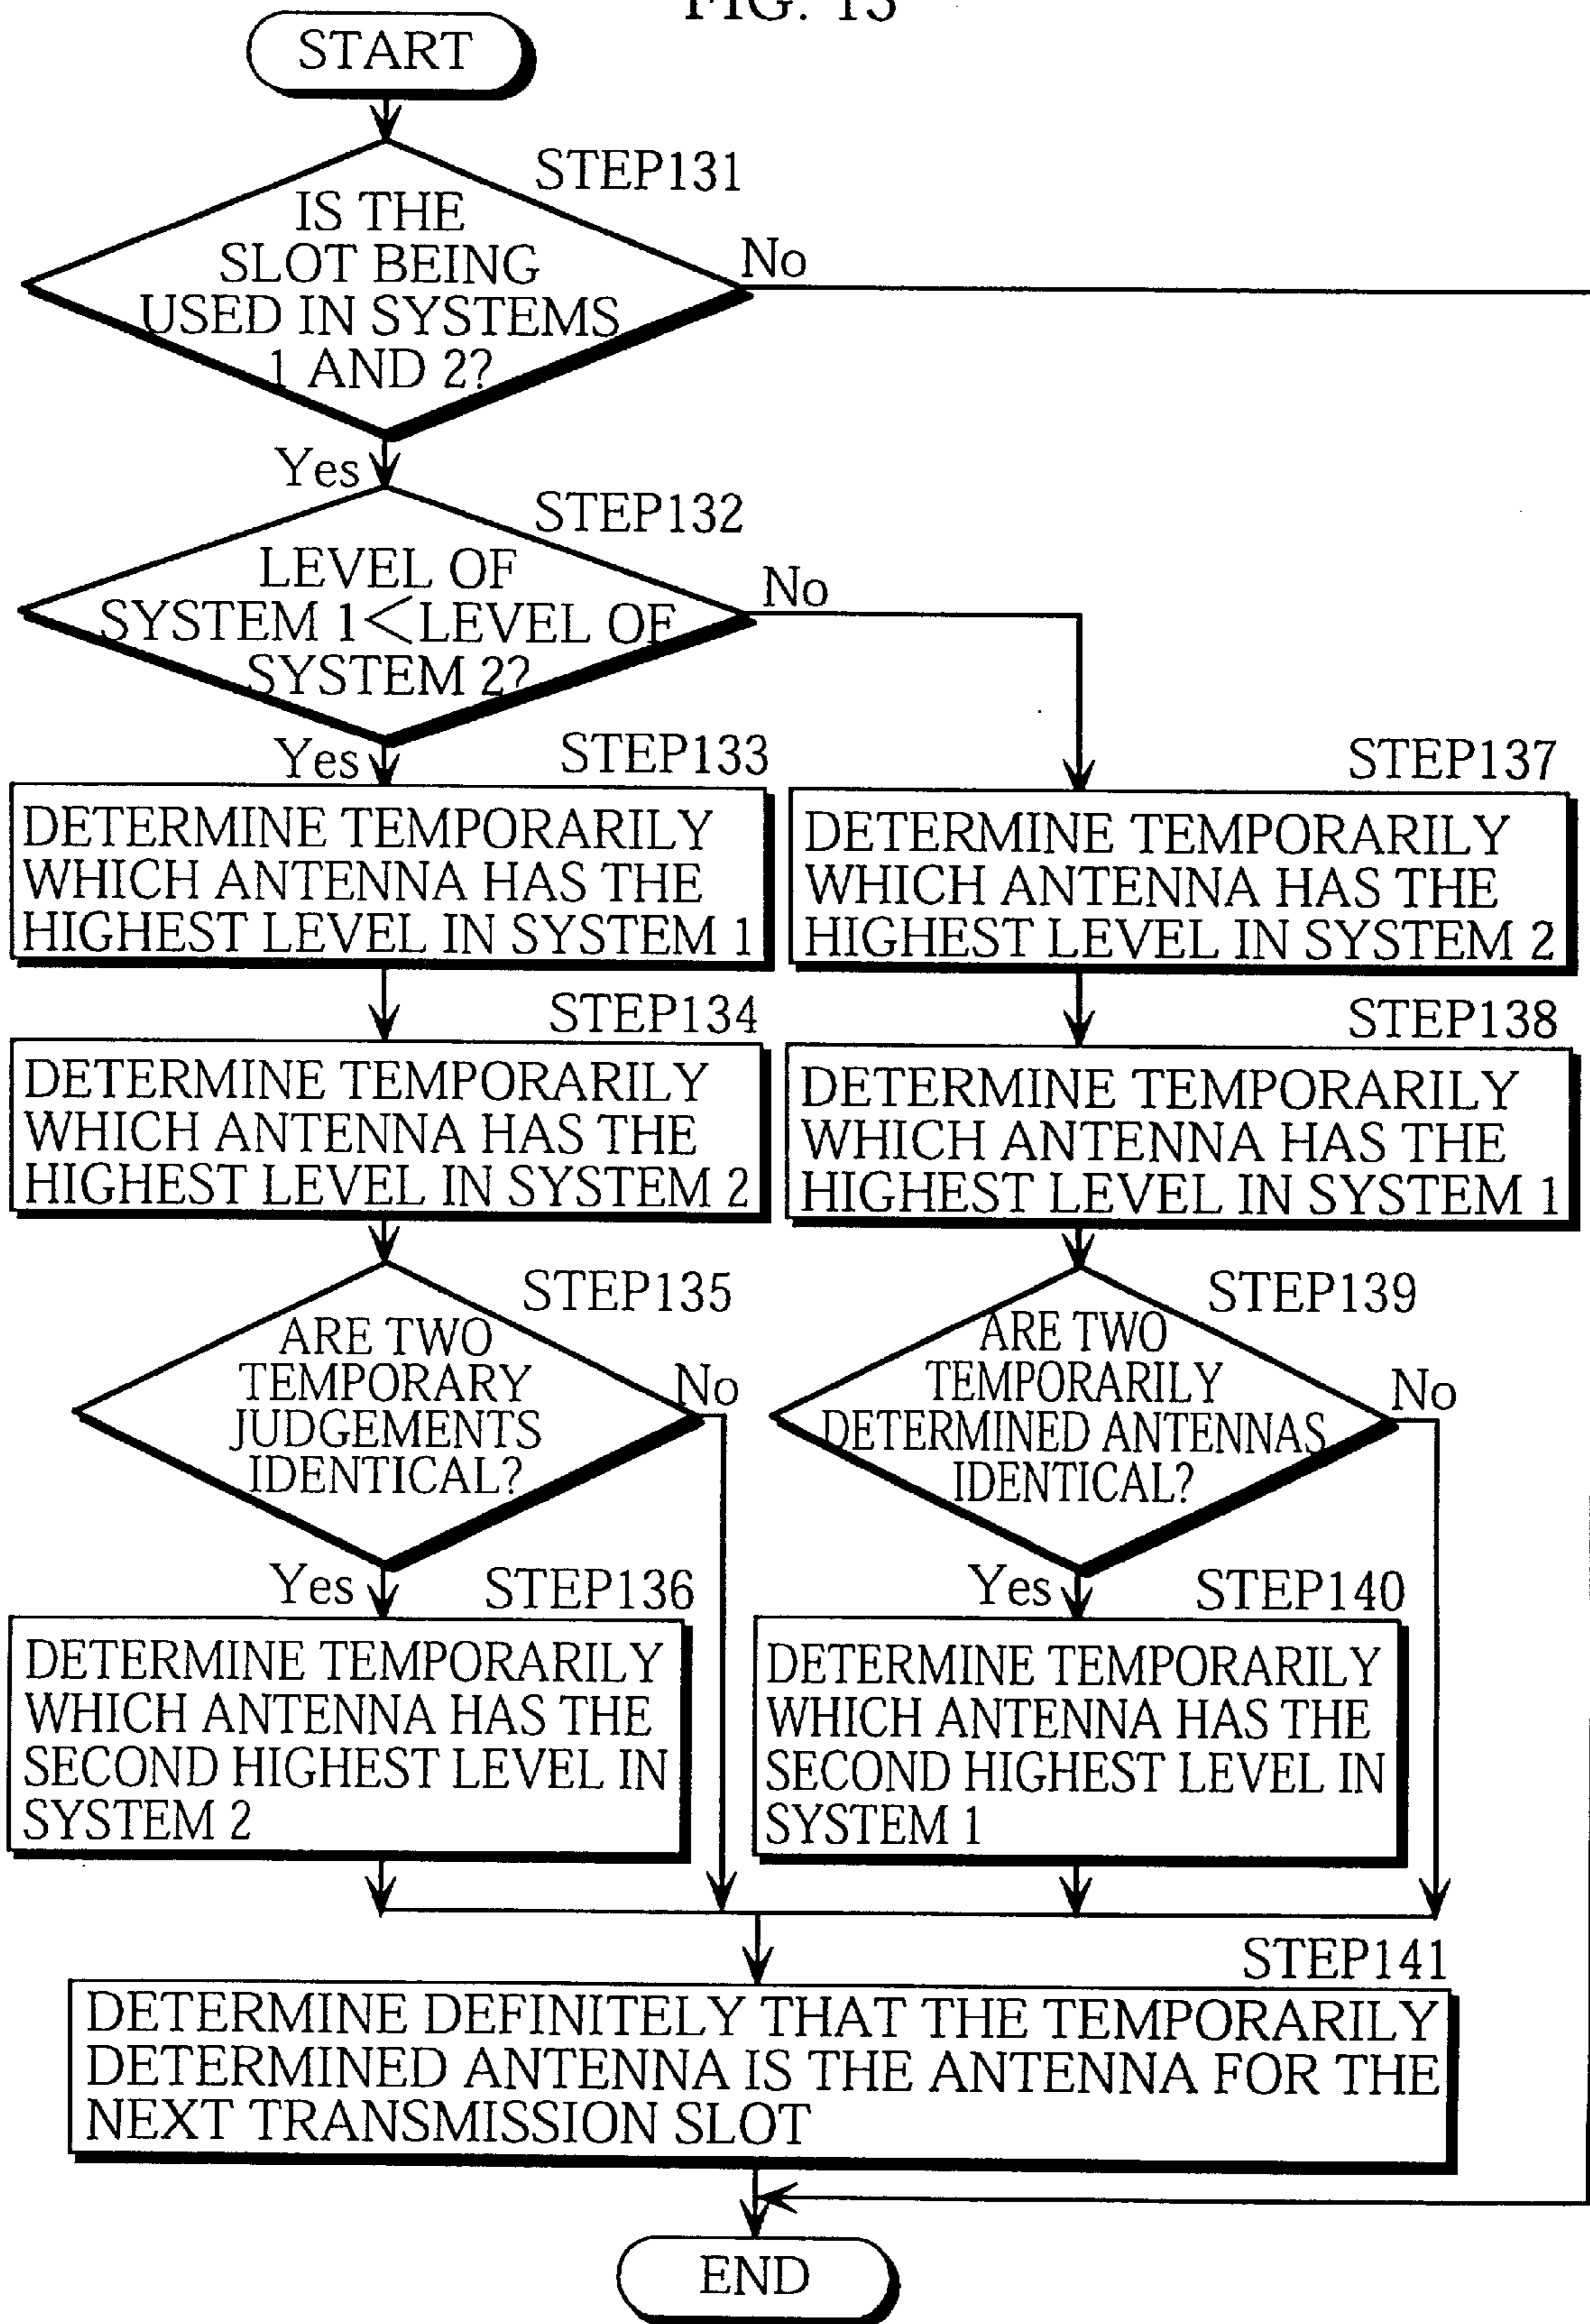 FIG. 13
START
STEP131
IS THE
SLOT BEING
USED IN SYSTEMS
1 AND 2?
No
Yes
STEP132
LEVEL OF
SYSTEM 1<LEVEL OF
SYSTEM 2?
No
Yes
STEP133
DETERMINE TEMPORARILY
WHICH ANTENNA HAS THE
HIGHEST LEVEL IN SYSTEM 1
STEP137
DETERMINE TEMPORARILY
WHICH ANTENNA HAS THE
HIGHEST LEVEL IN SYSTEM 2
STEP134
DETERMINE TEMPORARILY
WHICH ANTENNA HAS THE
HIGHEST LEVEL IN SYSTEM 2
STEP138
DETERMINE TEMPORARILY
WHICH ANTENNA HAS THE
HIGHEST LEVEL IN SYSTEM 1
STEP135
ARE TWO
TEMPORARY
JUDGEMENTS
IDENTICAL?
No
Yes
STEP139
ARE TWO
TEMPORARILY
DETERMINED ANTENNAS
IDENTICAL?
No
Yes
STEP136
DETERMINE TEMPORARILY
WHICH ANTENNA HAS THE
SECOND HIGHEST LEVEL IN
SYSTEM 2
STEP140
DETERMINE TEMPORARILY
WHICH ANTENNA HAS THE
SECOND HIGHEST LEVEL IN
SYSTEM 1
STEP141
DETERMINE DEFINITELY THAT THE TEMPORARILY
DETERMINED ANTENNA IS THE ANTENNA FOR THE
NEXT TRANSMISSION SLOT
END